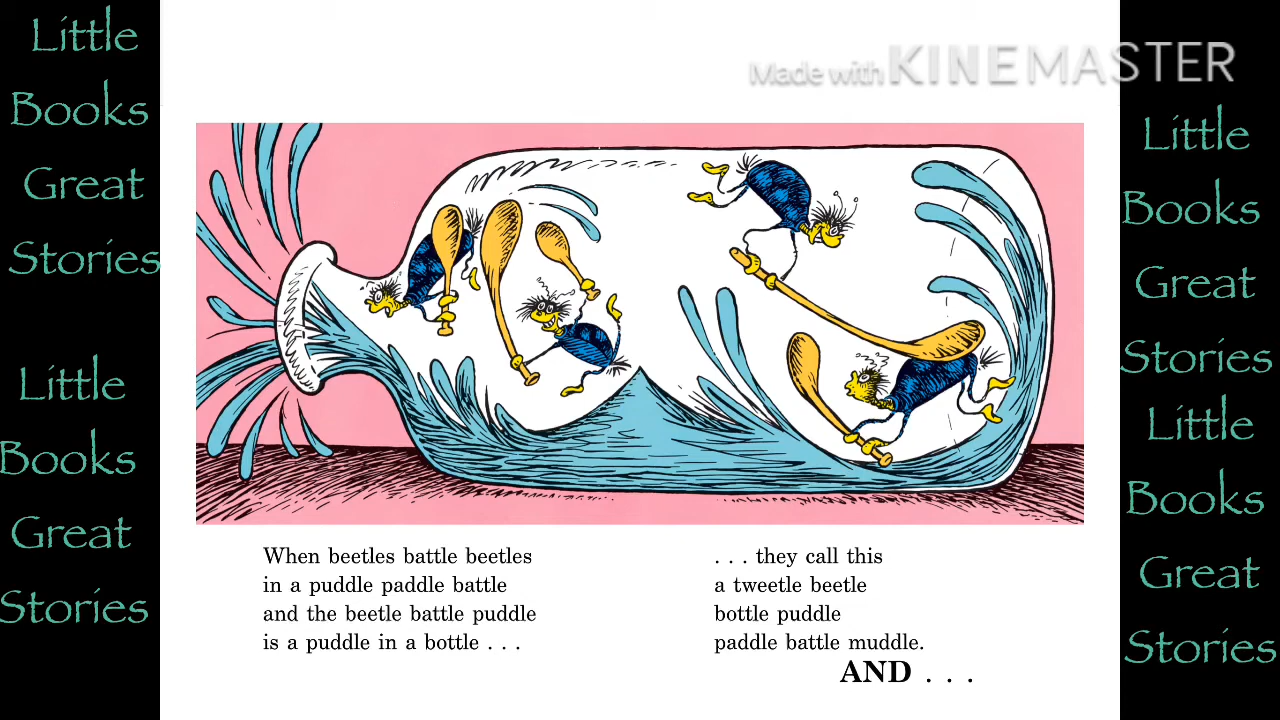 Little
Books
Great
Stories
Little
Books
Great
Stories
Made with KINEMASTER
When beetles battle beetles
in a puddle paddle battle
and the beetle battle puddle
is a puddle in a bottle . . .
. . . they call this
a tweetle beetle
bottle puddle
paddle battle muddle.
AND . . .
Little
Books
Great
Stories
Little
Books
Great
Stories